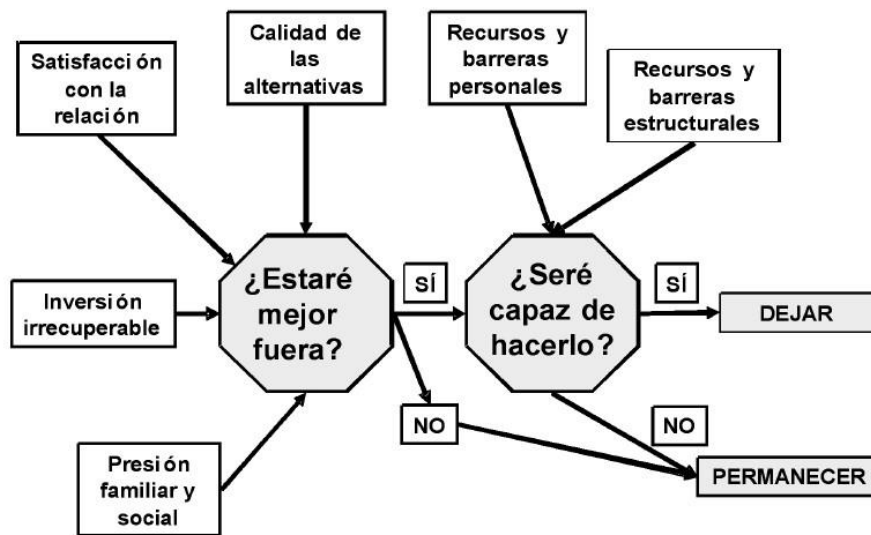 Satisfacción
con la
relación
Calidad de
las
alternativas
Recursos y
barreras
personales
Recursos y
barreras
estructurales
Inversión
irrecuperable
¿Estaré
mejor
fuera?
SÍ
¿Seré
capaz de
hacerlo?
SÍ
DEJAR
NO
NO
Presión
familiar y
social
PERMANECER